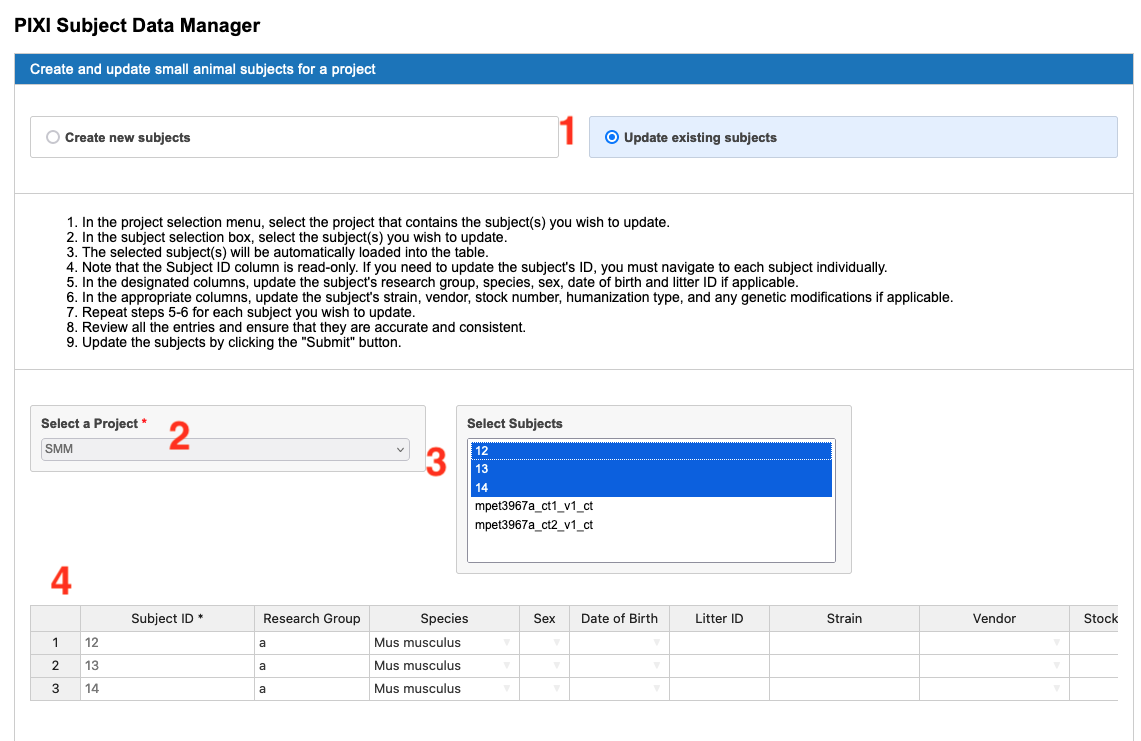 PIXI Subject Data Manager
Create and update small animal subjects for a project
Create new subjects
1
Update existing subjects
1. In the project selection menu, select the project that contains the subject(s) you wish to update.
2. In the subject selection box, select the subject(s) you wish to update.
3. The selected subject(s) will be automatically loaded into the table.
4. Note that the Subject ID column is read-only. If you need to update the subject's ID, you must navigate to each subject individually.
5. In the designated columns, update the subject's research group, species, sex, date of birth and litter ID if applicable.
6. In the appropriate columns, update the subject's strain, vendor, stock number, humanization type, and any genetic modifications if applicable.
7. Repeat steps 5-6 for each subject you wish to update.
8. Review all the entries and ensure that they are accurate and consistent.
9. Update the subjects by clicking the "Submit" button.
Select a Project *
2
SMM
3
Select Subjects
12
13
14
mpet3967a_ct1_v1_ct
mpet3967a_ct2_v1_ct
4
Subject ID * Research Group Species Sex Date of Birth Litter ID Strain Vendor Stock
1 12 a Mus musculus
2 13 a Mus musculus
3 14 a Mus musculus